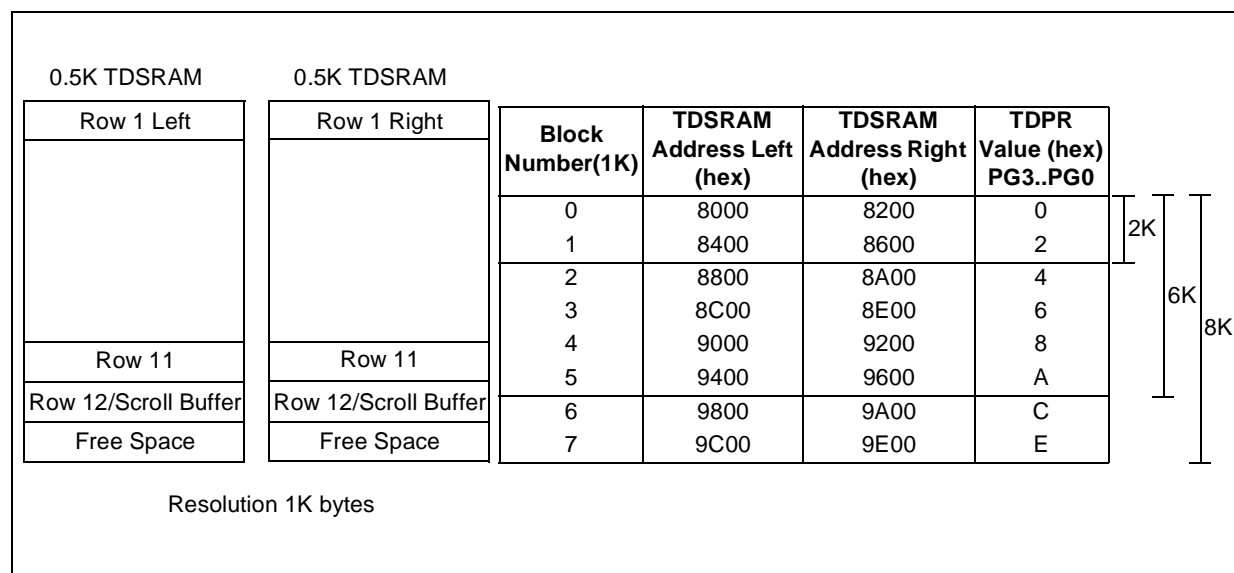 0.5K TDSRAM 0.5K TDSRAM
Row 1 Left Row 1 Right
Row 11 Row 11
Row 12/Scroll Buffer Row 12/Scroll Buffer
Free Space Free Space
Resolution 1K bytes
Block Number(1K) TDSRAM Address Left (hex) TDSRAM Address Right (hex) TDPR Value (hex) PG3..PG0
0 8000 8200 0
1 8400 8600 2
2 8800 8A00 4
3 8C00 8E00 6
4 9000 9200 8
5 9400 9600 A
6 9800 9A00 C
7 9C00 9E00 E
2K
6K
8K